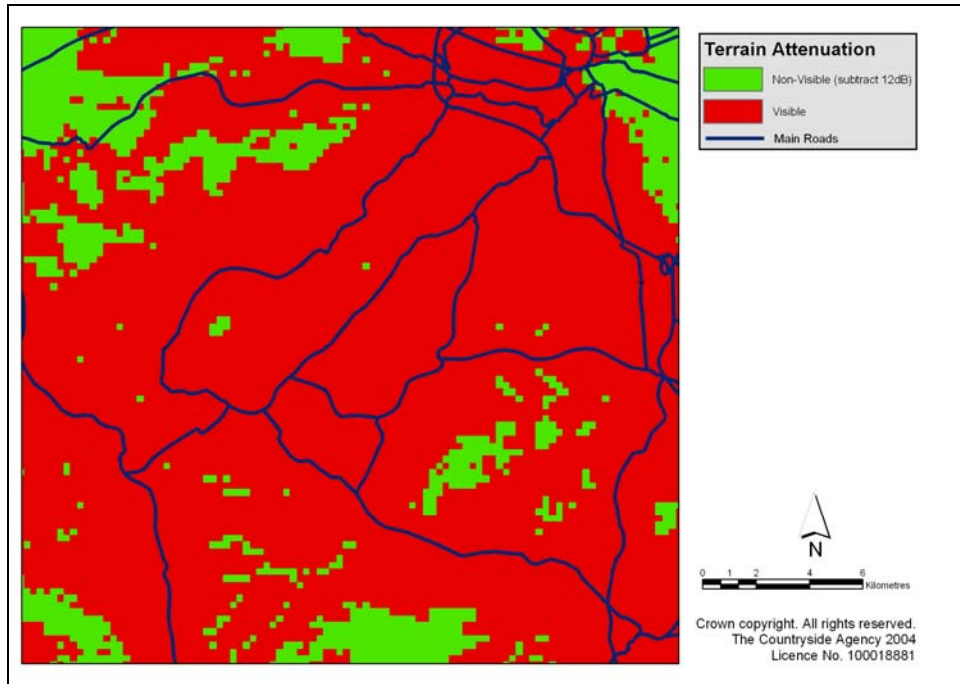 Terrain Attenuation
Non-Visible (subtract 12dB)
Visible
Main Roads
N
0 1 2 4 6
Kilometres
Crown copyright. All rights reserved.
The Countryside Agency 2004
Licence No. 100018881